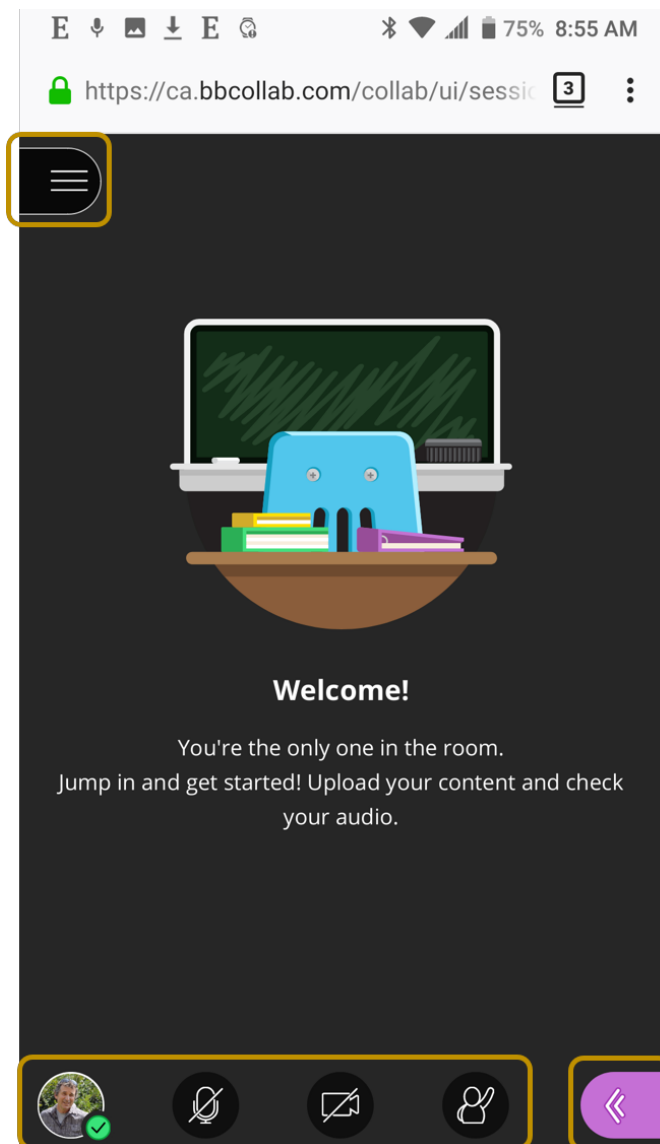 E E 75% 8:55 AM
https://ca.bbcollab.com/collab/ui/sessio 3
Welcome!
You're the only one in the room.
Jump in and get started! Upload your content and check
your audio.